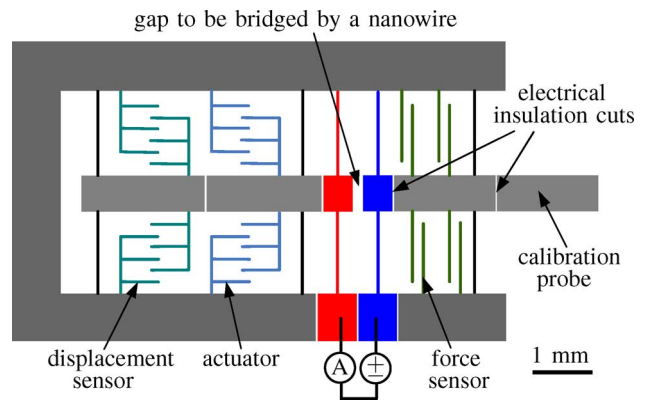 gap to be bridged by a nanowire
electrical
insulation cuts
calibration
probe
displacement
sensor
actuator
A
±
force
sensor
1 mm